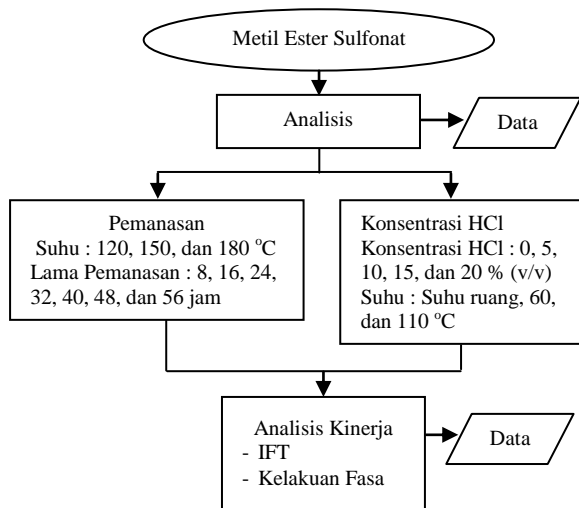 Metil Ester Sulfonat
Analisis
Data
Pemanasan
Suhu : 120, 150, dan 180 °C
Lama Pemanasan : 8, 16, 24,
32, 40, 48, dan 56 jam
Konsentrasi HCl
Konsentrasi HCl : 0, 5,
10, 15, dan 20 % (v/v)
Suhu : Suhu ruang, 60,
dan 110 °C
Analisis Kinerja
- IFT
- Kelakuan Fasa
Data